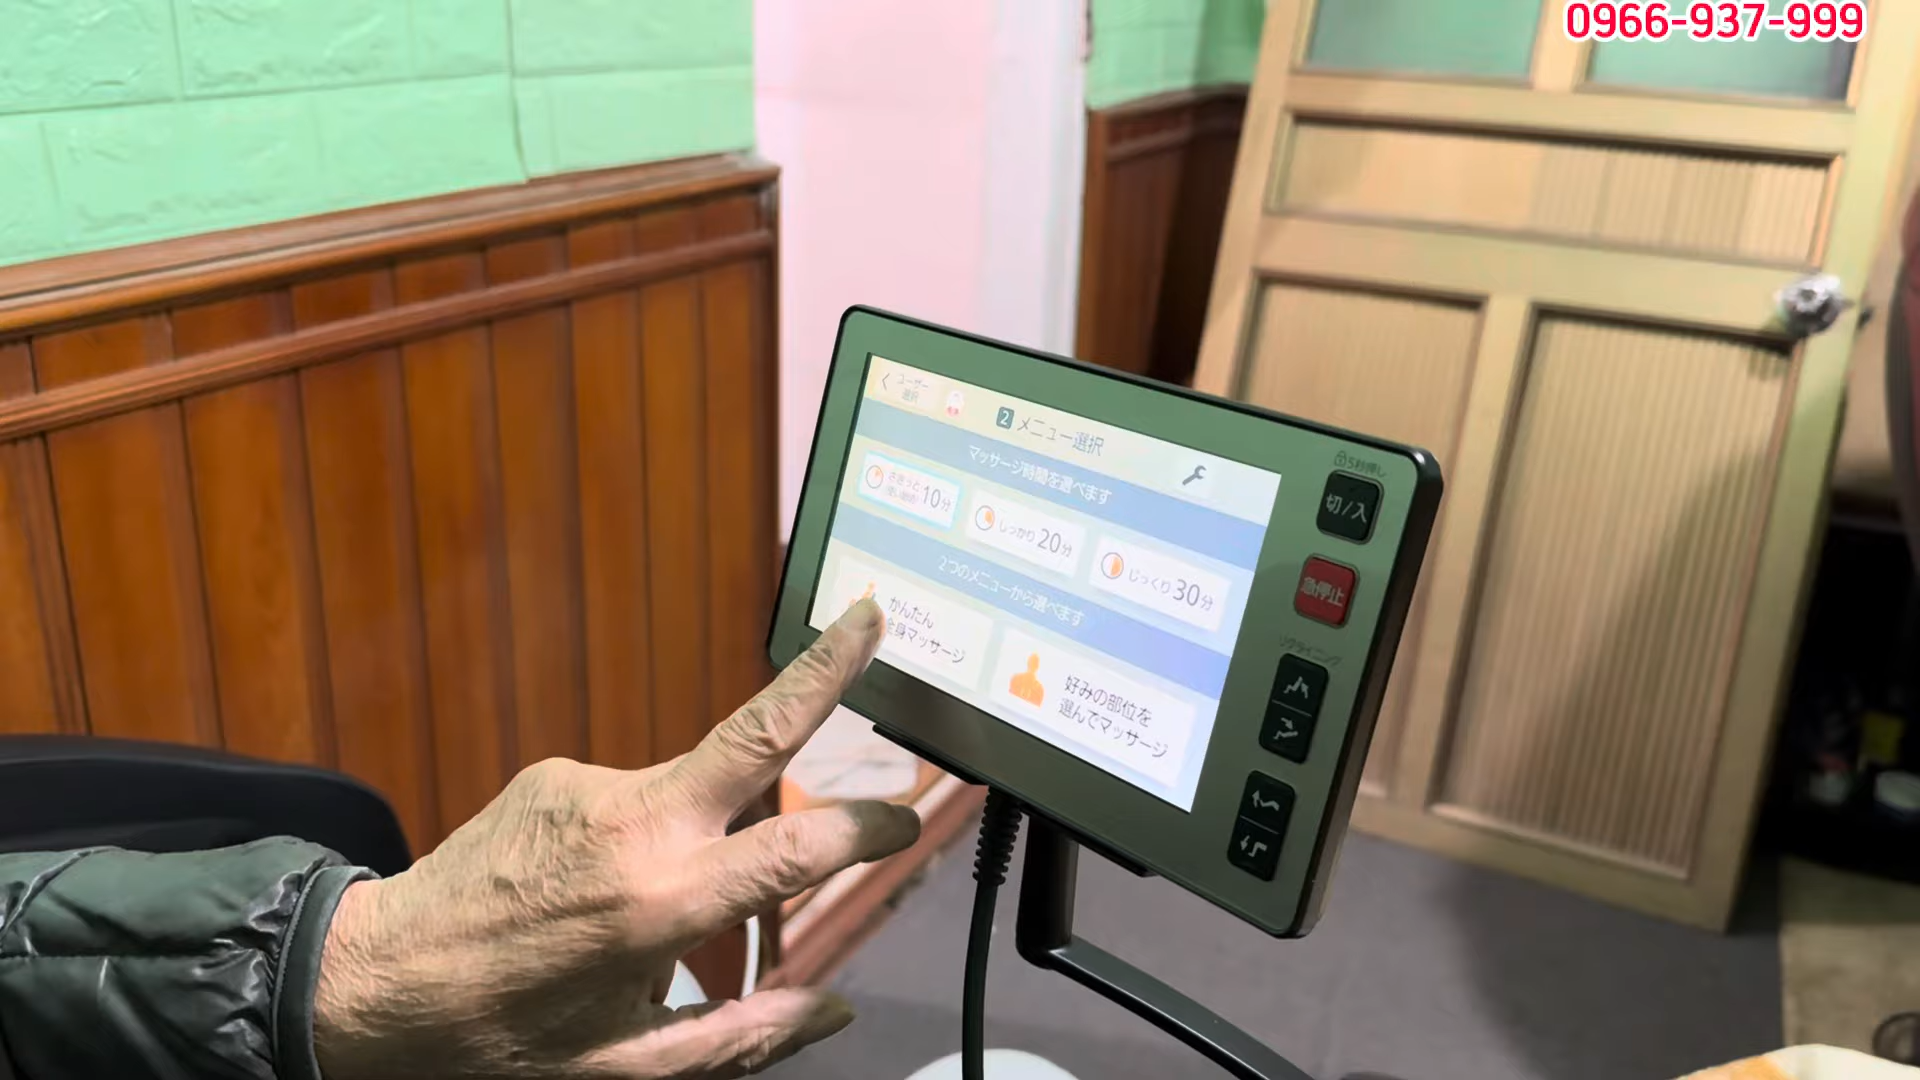 0966-937-999
ユーザー
選択
2 メニュー選択
マッサージ時間を選べます
10分
しっかり 20分
じっくり 30分
2つのメニューから選べます
かんたん
全身マッサージ
好みの部位を
選んでマッサージ
5秒押し
切/入
急停止
リクライニング